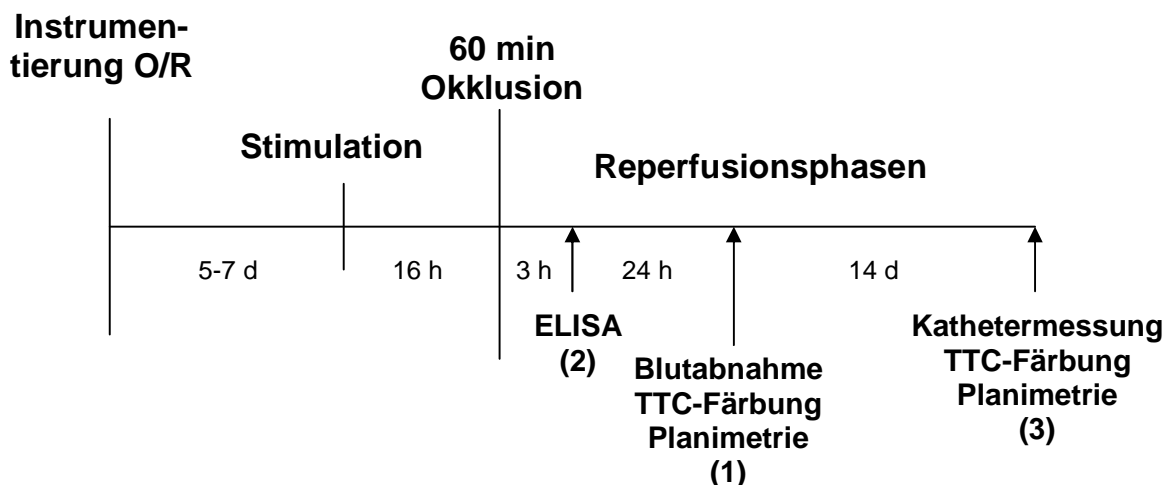 Instrumen-
tierung O/R
60 min
Okklusion
Stimulation
Reperfusionsphasen
5-7 d
16 h
3 h
24 h
14 d
ELISA
(2)
Blutabnahme
TTC-Färbung
Planimetrie
(1)
Kathetermessung
TTC-Färbung
Planimetrie
(3)